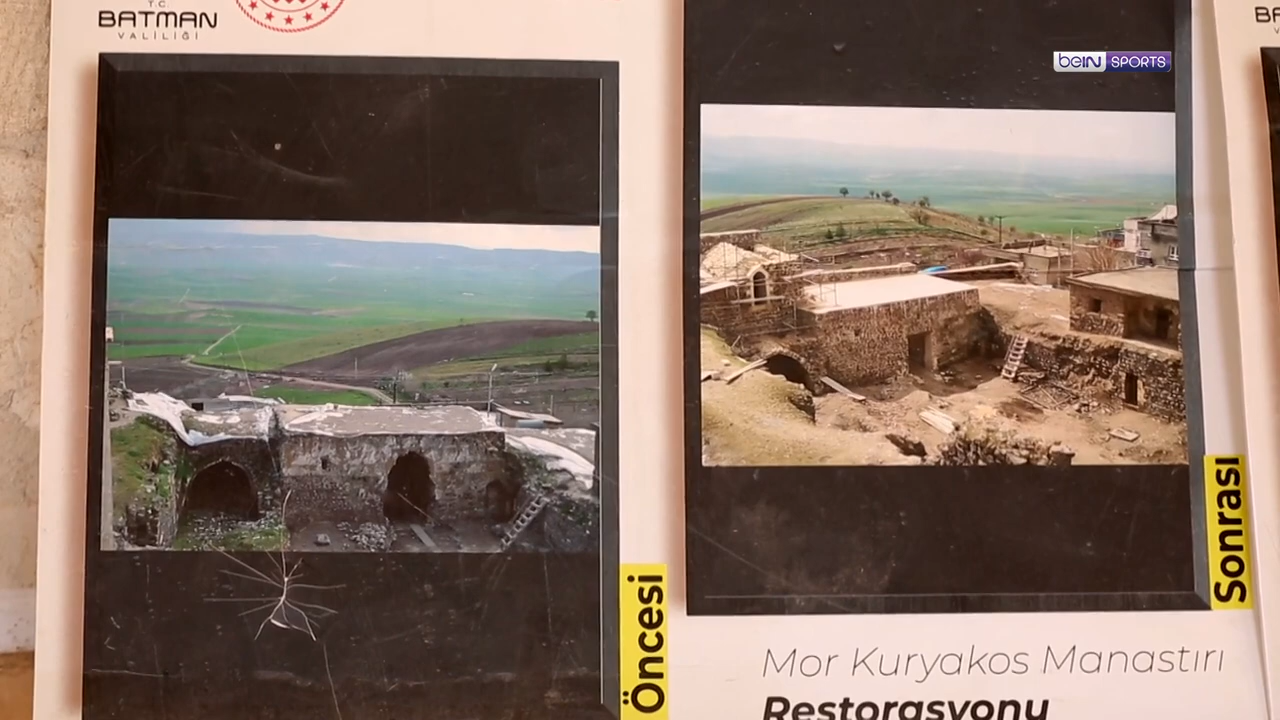 T.C.
BATMAN
VALİLİĞİ
beIN SPORTS
Öncesi
Sonrası
Mor Kuryakos Manastırı
Restorasyonu